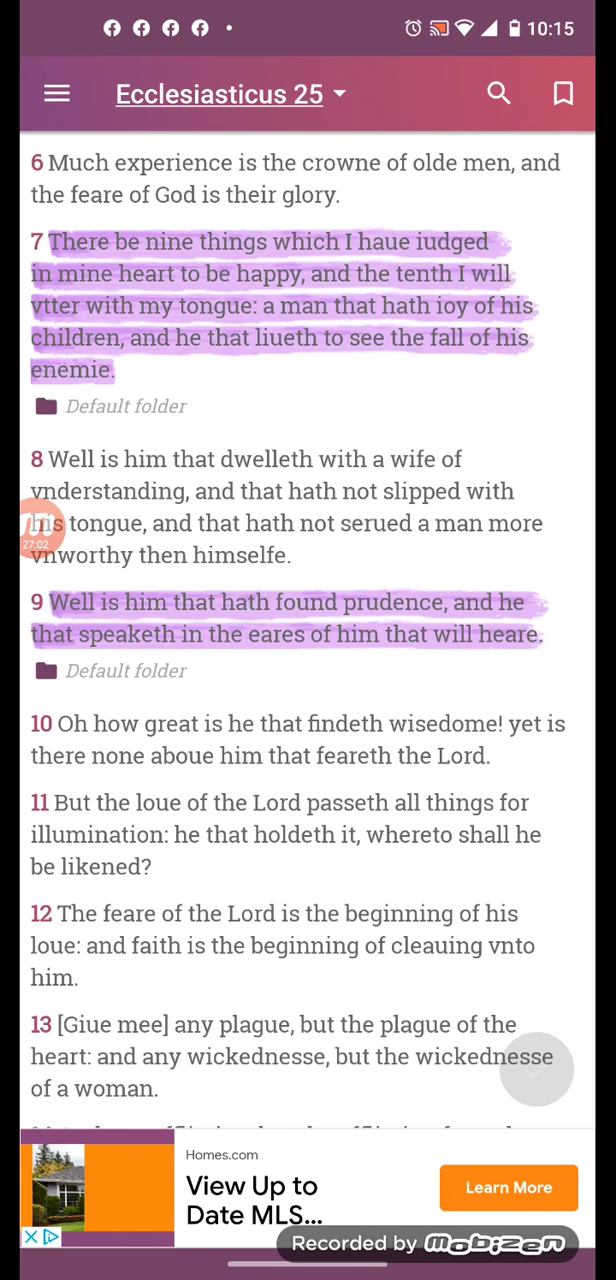 10:15
Ecclesiasticus 25
6 Much experience is the crowne of olde men, and
the feare of God is their glory.
7 There be nine things which I haue iudged
in mine heart to be happy, and the tenth I will
vtter with my tongue: a man that hath ioy of his
children, and he that liueth to see the fall of his
enemie.
Default folder
8 Well is him that dwelleth with a wife of
vnderstanding, and that hath not slipped with
his tongue, and that hath not serued a man more
vnworthy then himselfe.
27:02
9 Well is him that hath found prudence, and he
that speaketh in the eares of him that will heare.
Default folder
10 Oh how great is he that findeth wisedome! yet is
there none aboue him that feareth the Lord.
11 But the loue of the Lord passeth all things for
illumination: he that holdeth it, whereto shall he
be likened?
12 The feare of the Lord is the beginning of his
loue: and faith is the beginning of cleauing vnto
him.
13 [Giue mee] any plague, but the plague of the
heart: and any wickednesse, but the wickednesse
of a woman.
Homes.com
View Up to
Date MLS...
Learn More
Recorded by mobizen